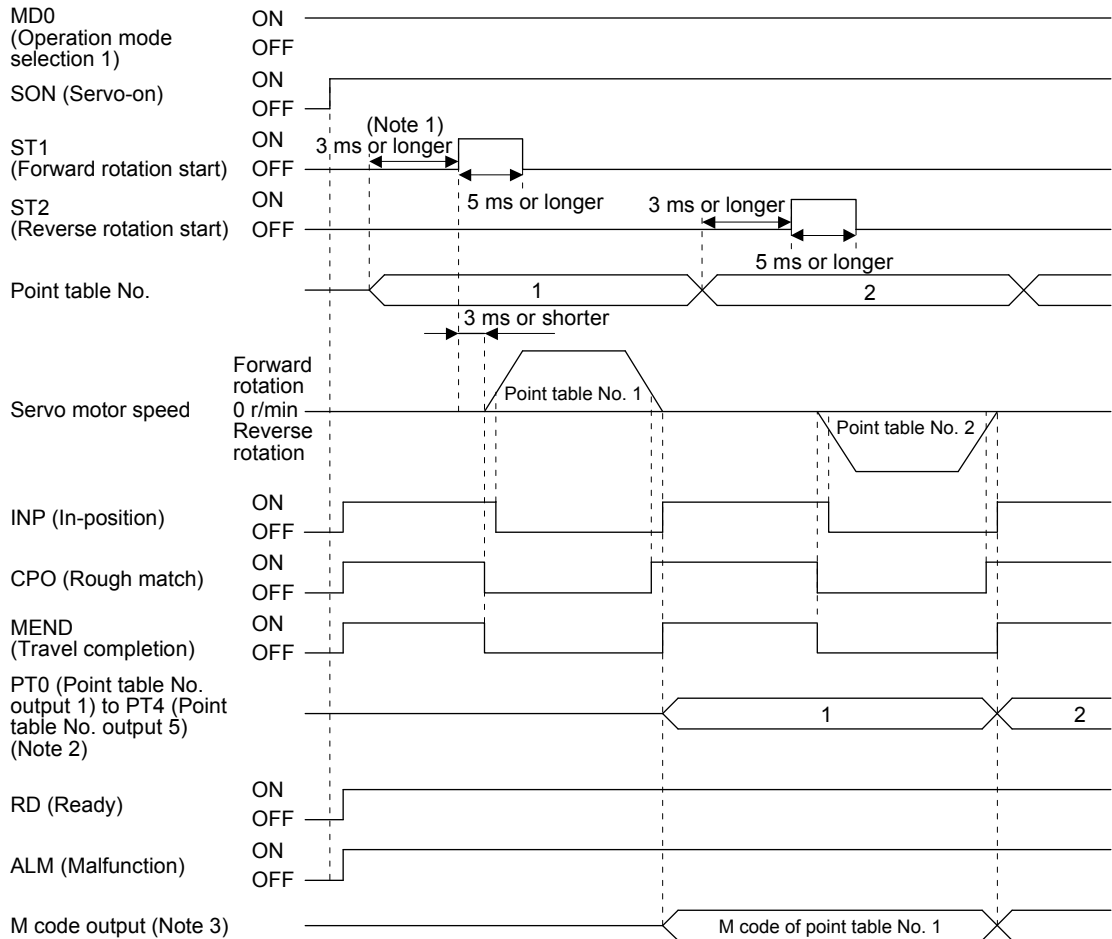 MD0
(Operation mode
selection 1)
ON
OFF
SON (Servo-on)
ON
OFF
ST1
(Forward rotation start)
ON
OFF
(Note 1)
3 ms or longer
5 ms or longer
ST2
(Reverse rotation start)
ON
OFF
3 ms or longer
5 ms or longer
Point table No.
1
2
3 ms or shorter
Servo motor speed
Forward
rotation
0 r/min
Reverse
rotation
Point table No. 1
Point table No. 2
INP (In-position)
ON
OFF
CPO (Rough match)
ON
OFF
MEND
(Travel completion)
ON
OFF
PT0 (Point table No.
output 1) to PT4 (Point
table No. output 5)
(Note 2)
1
2
RD (Ready)
ON
OFF
ALM (Malfunction)
ON
OFF
M code output (Note 3)
M code of point table No. 1